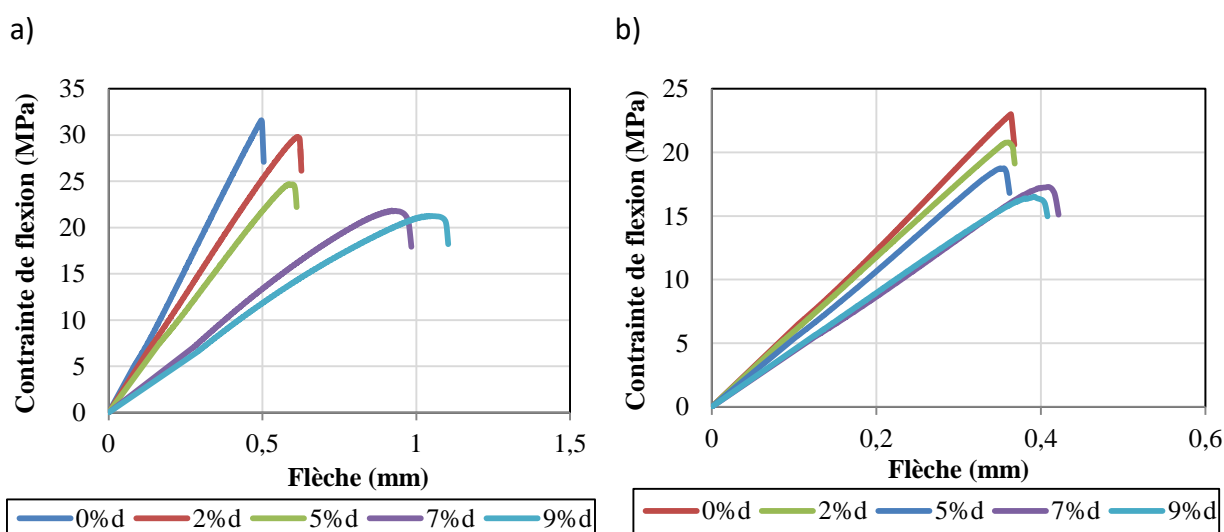 a)
35
30
25
20
15
10
5
0
Contrainte de flexion (MPa)
0
0,5
1
1,5
Flèche (mm)
0%d 2%d 5%d 7%d 9%d
b)
25
20
15
10
5
0
Contrainte de flexion (MPa)
0
0,2
0,4
0,6
Flèche (mm)
0%d 2%d 5%d 7%d 9%d